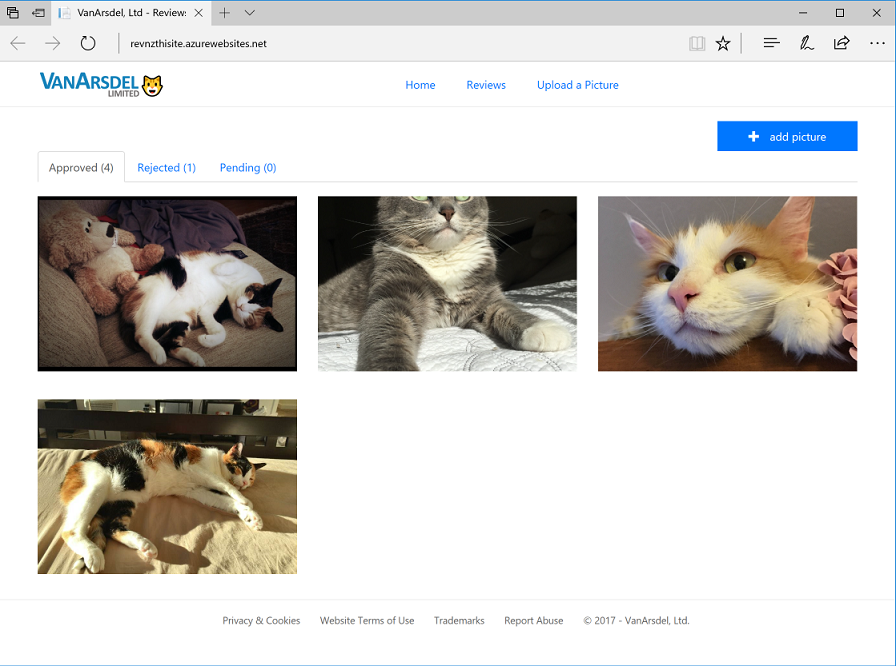 VanArsdel, Ltd - Reviews
revnzthisite.azurewebsites.net
VANARSDEL
LIMITED
Home Reviews Upload a Picture
add picture
Approved (4) Rejected (1) Pending (0)
Privacy & Cookies Website Terms of Use Trademarks Report Abuse © 2017 - VanArsdel, Ltd.